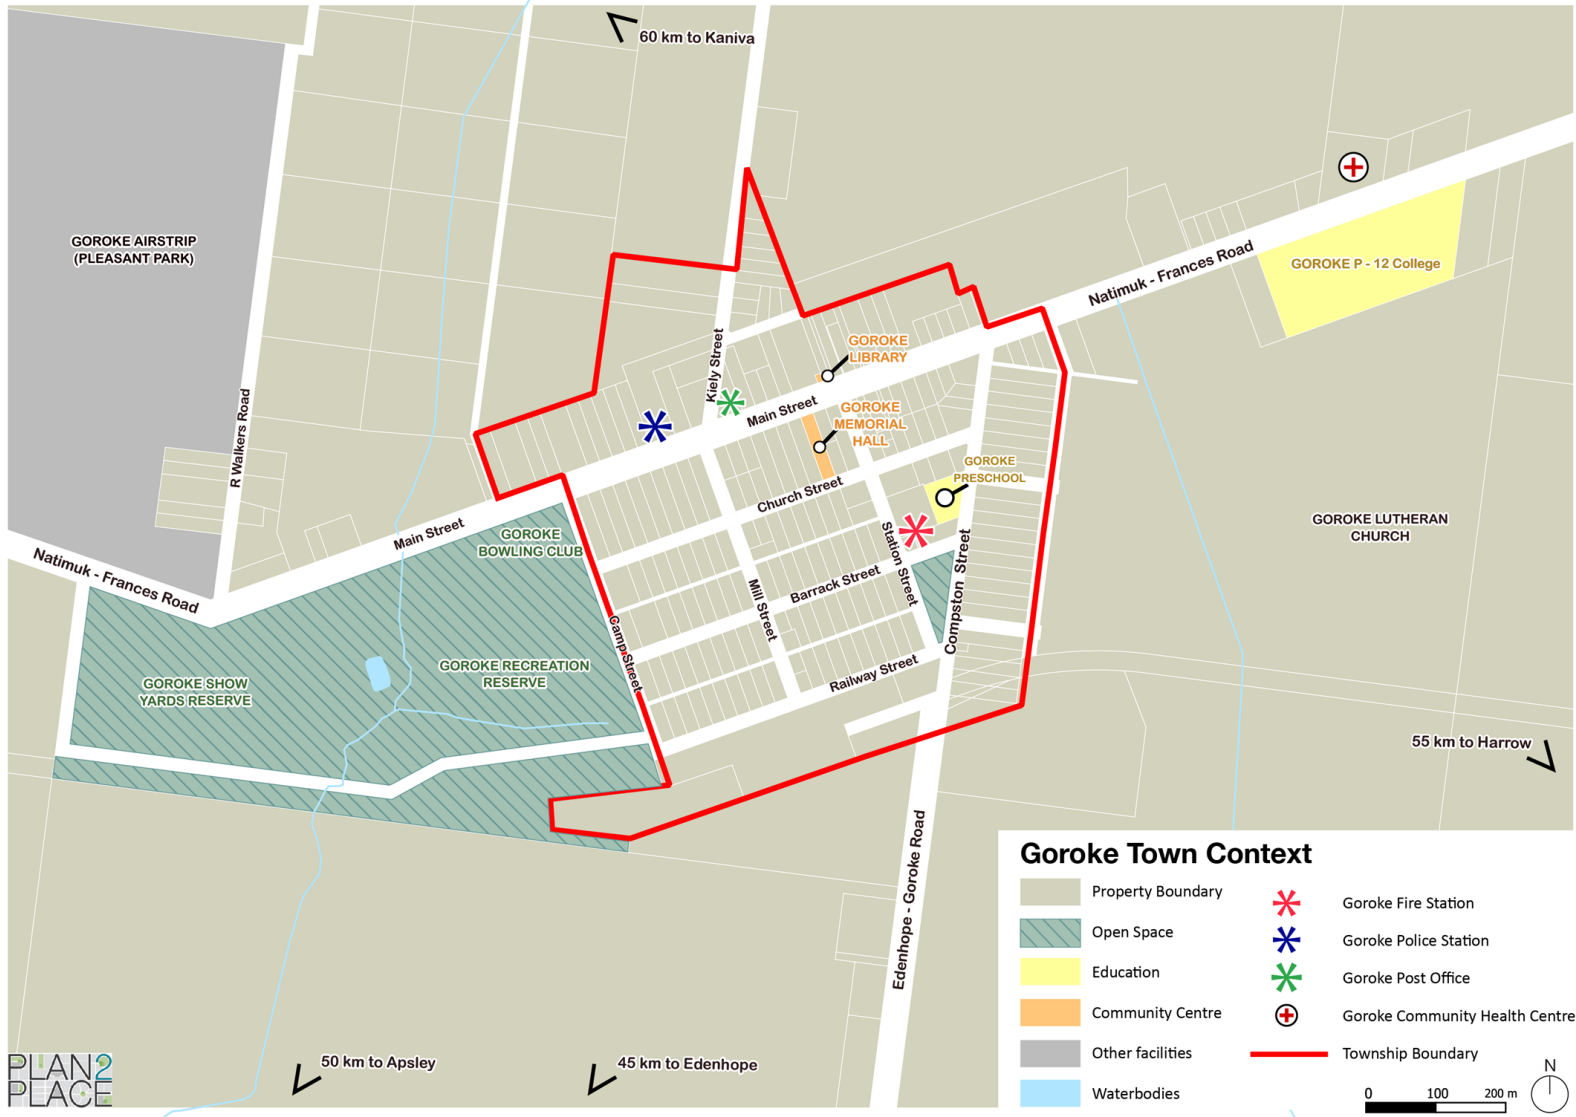 60 km to Kaniva
GOROKE AIRSTRIP
(PLEASANT PARK)
Natimuk - Frances Road
GOROKE P - 12 College
Kiely Street
GOROKE
LIBRARY
R Walkers Road
Main Street
GOROKE
MEMORIAL
HALL
GOROKE
PRESCHOOL
Church Street
Main Street
GOROKE
BOWLING CLUB
GOROKE LUTHERAN
CHURCH
Natimuk - Frances Road
Station Street
Compston Street
Barrack Street
Mill Street
Camp Street
Railway Street
GOROKE RECREATION
RESERVE
GOROKE SHOW
YARDS RESERVE
55 km to Harrow
Edenhope - Goroke Road
50 km to Apsley
45 km to Edenhope
PLAN2
PLACE
Goroke Town Context
Property Boundary
Open Space
Education
Community Centre
Other facilities
Waterbodies
Goroke Fire Station
Goroke Police Station
Goroke Post Office
Goroke Community Health Centre
Township Boundary
0 100 200 m
N